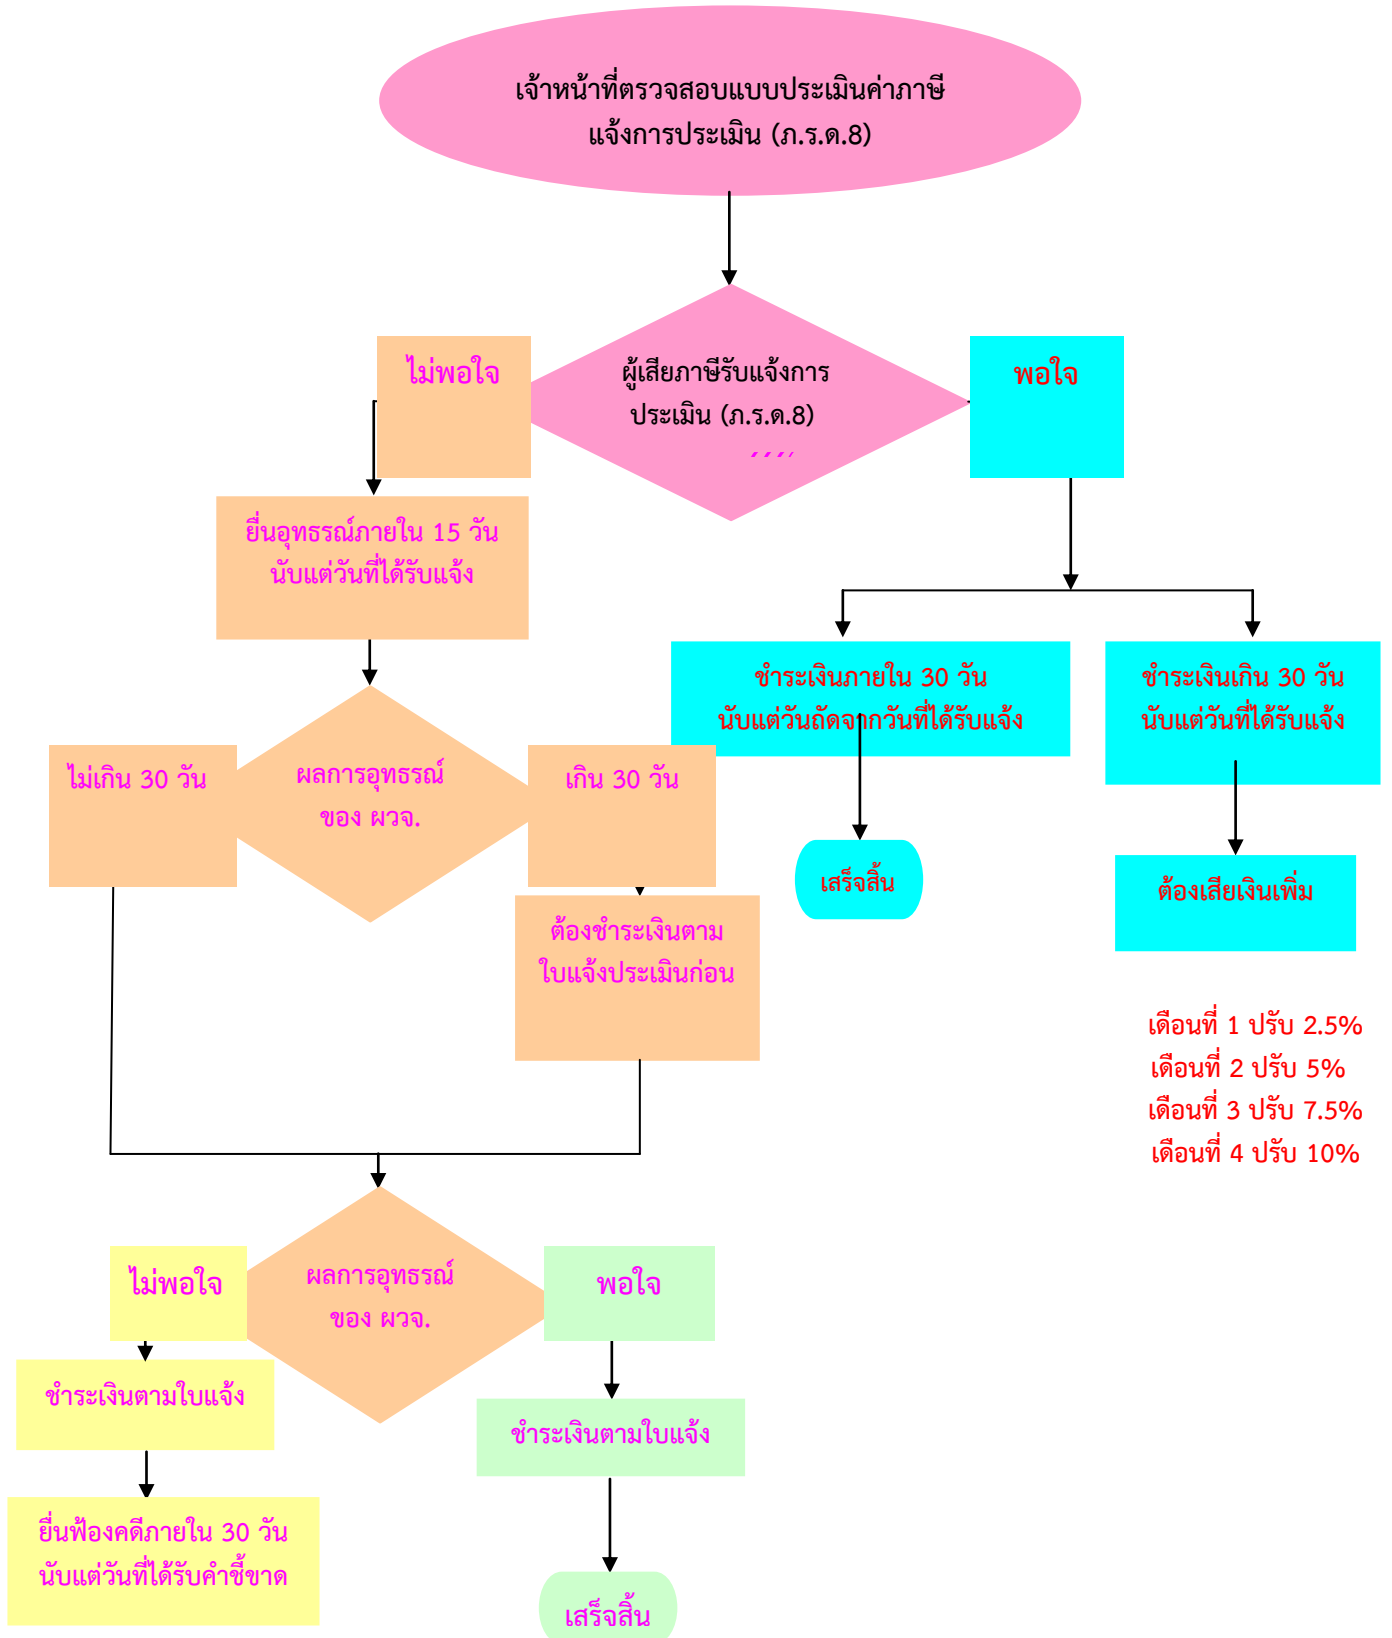 เจ้าหน้าที่ตรวจสอบแบบประเมินค่าภาษี
แจ้งการประเมิน (ภ.ร.ด.8)
ไม่พอใจ
ผู้เสียภาษีรับแจ้งการ
ประเมิน (ภ.ร.ด.8)
พอใจ
ยื่นอุทธรณ์ภายใน 15 วัน
นับแต่วันที่ได้รับแจ้ง
ชำระเงินภายใน 30 วัน
นับแต่วันถัดจากวันที่ได้รับแจ้ง
ชำระเงินเกิน 30 วัน
นับแต่วันที่ได้รับแจ้ง
ไม่เกิน 30 วัน
ผลการอุทธรณ์
ของ ผวจ.
เกิน 30 วัน
เสร็จสิ้น
ต้องเสียเงินเพิ่ม
ต้องชำระเงินตาม
ใบแจ้งประเมินก่อน
เดือนที่ 1 ปรับ 2.5%
เดือนที่ 2 ปรับ 5%
เดือนที่ 3 ปรับ 7.5%
เดือนที่ 4 ปรับ 10%
ไม่พอใจ
ผลการอุทธรณ์
ของ ผวจ.
พอใจ
ชำระเงินตามใบแจ้ง
ชำระเงินตามใบแจ้ง
ยื่นฟ้องคดีภายใน 30 วัน
นับแต่วันที่ได้รับคำชี้ขาด
เสร็จสิ้น